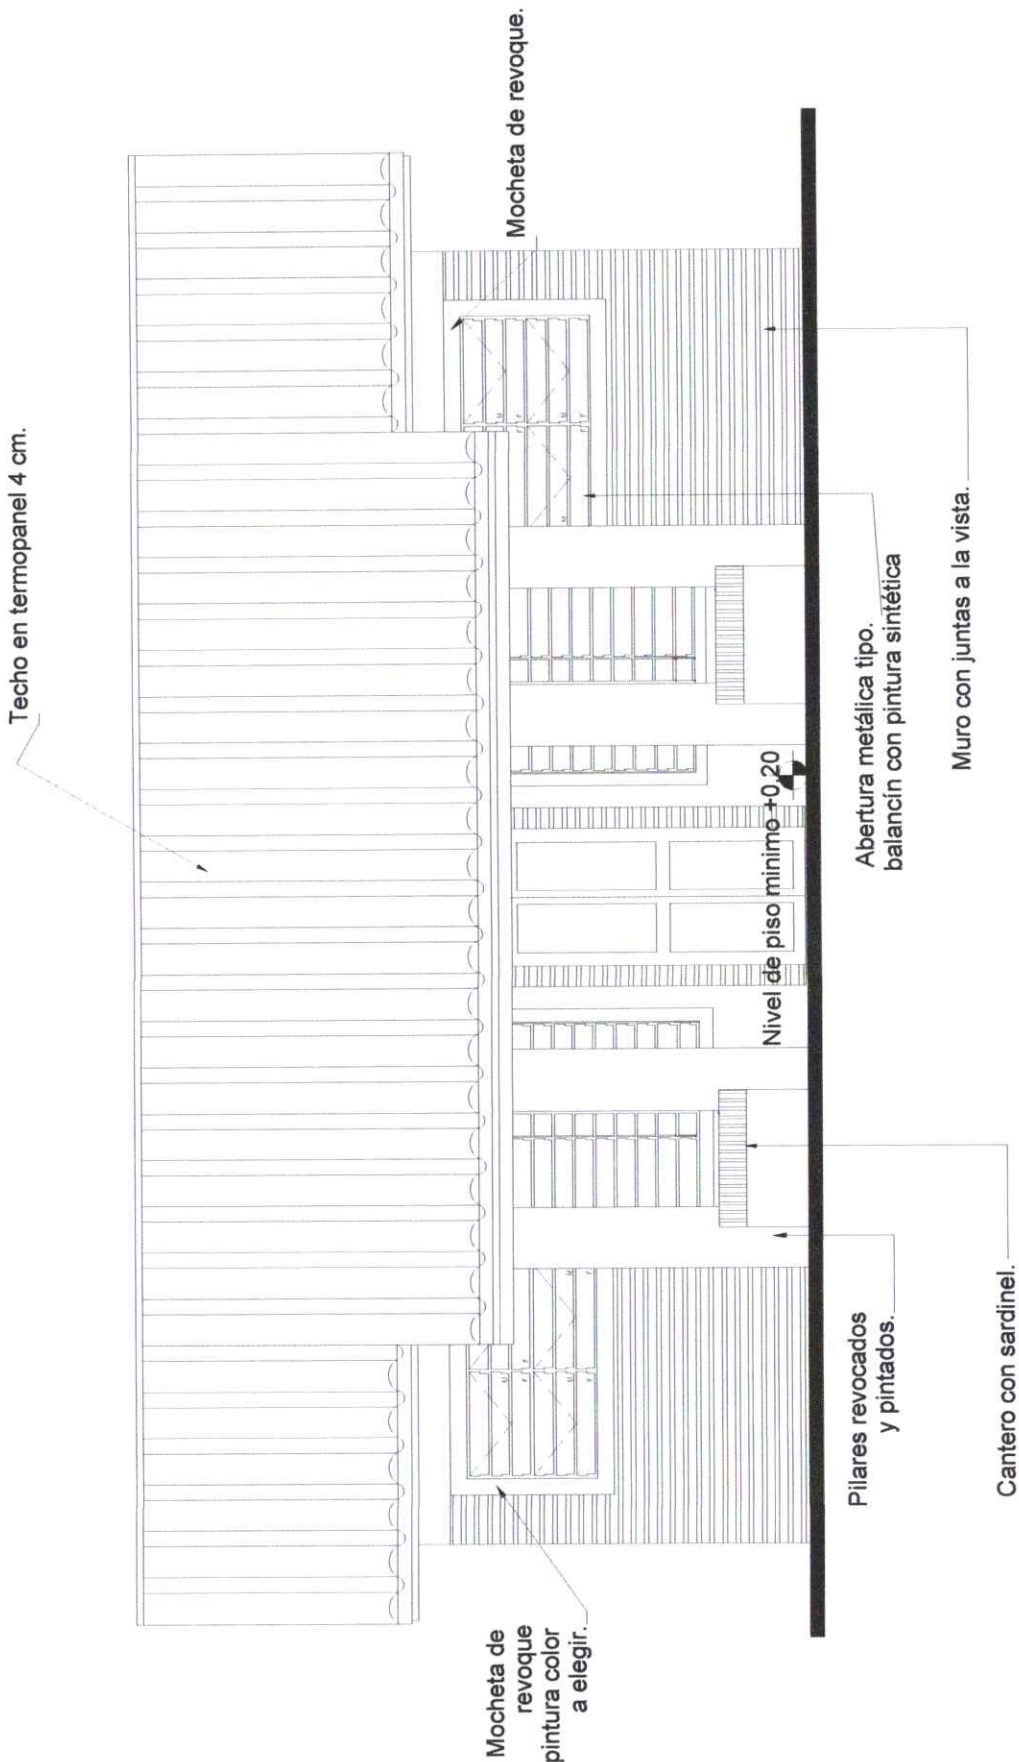 Techo en termopanel 4 cm.
Mocheta de revoque.
Mocheta de
revoque
pintura color
a elegir.
Nivel de piso minimo +0,20
Pilares revocados
y pintados.
Abertura metálica tipo.
balancín con pintura sintética
Muro con juntas a la vista.
Cantero con sardinel.